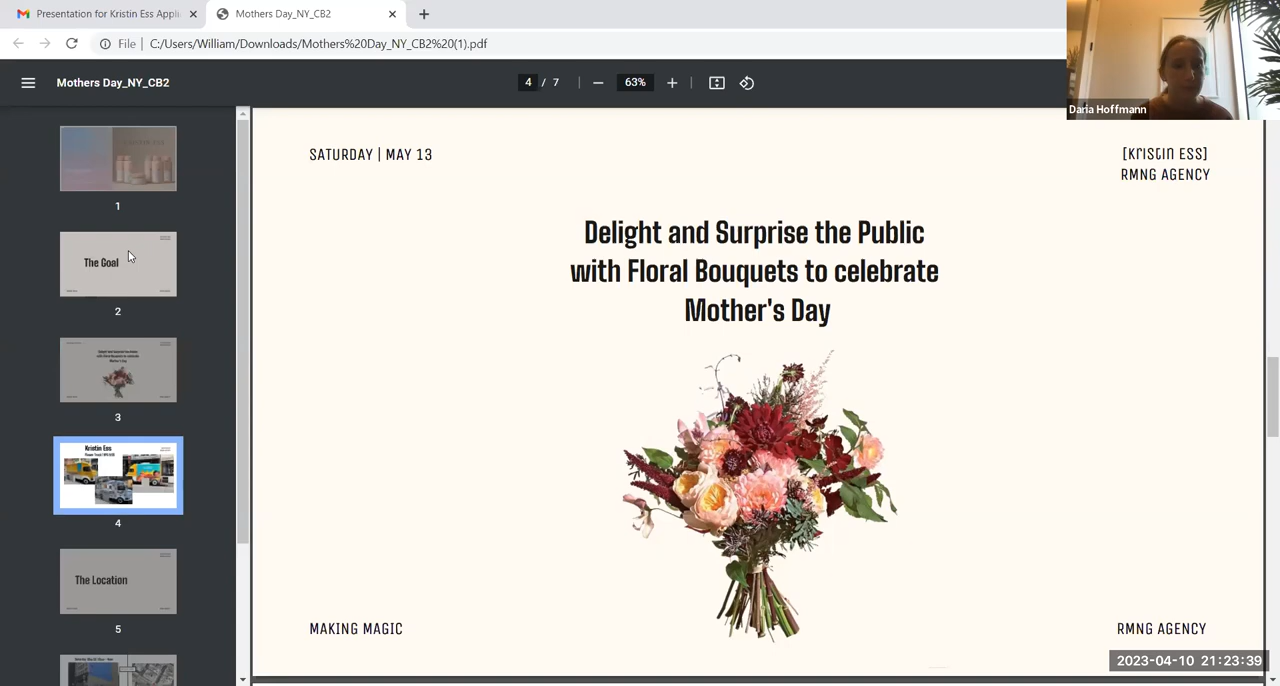 Presentation for Kristin Ess Appli
Mothers Day_NY_CB2
File
C:/Users/William/Downloads/Mothers%20Day_NY_CB2%20(1).pdf
Mothers Day_NY_CB2
4 / 7
63%
Daria Hoffmann
1
The Goal
2
Mother's Day
3
Kristin Ess
4
The Location
5
SATURDAY | MAY 13
[KRISTIN ESS]
RMNG AGENCY
Delight and Surprise the Public
with Floral Bouquets to celebrate
Mother's Day
MAKING MAGIC
RMNG AGENCY
2023-04-10 21:23:39